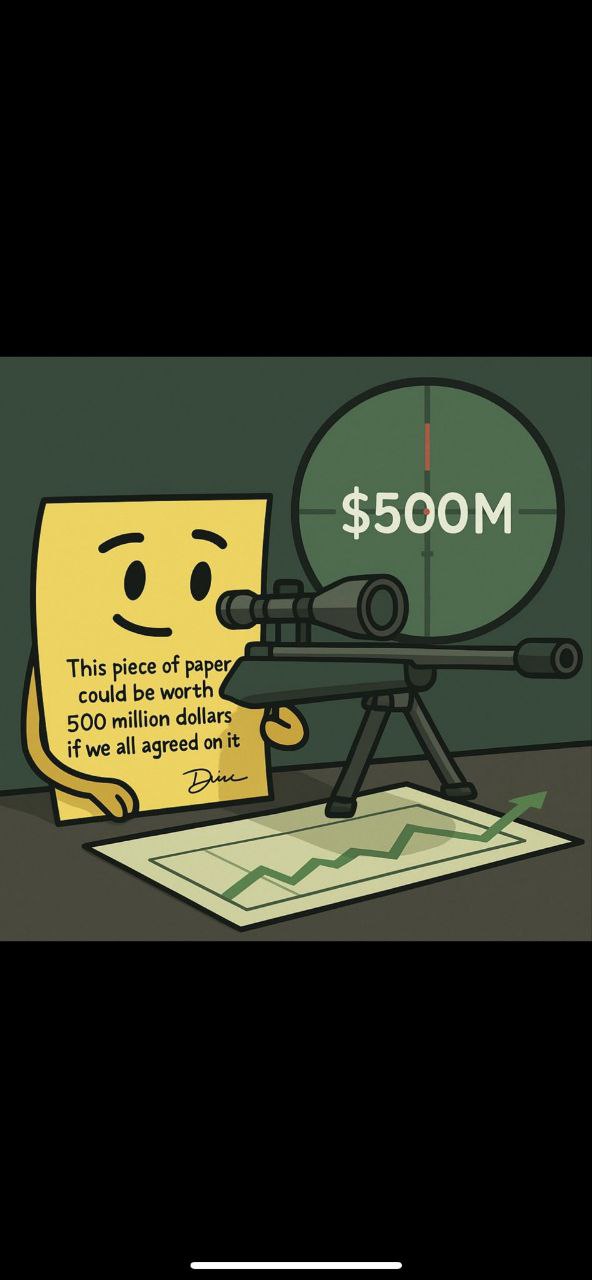 $500M
This piece of paper
could be worth
500 million dollars
if we all agreed on it